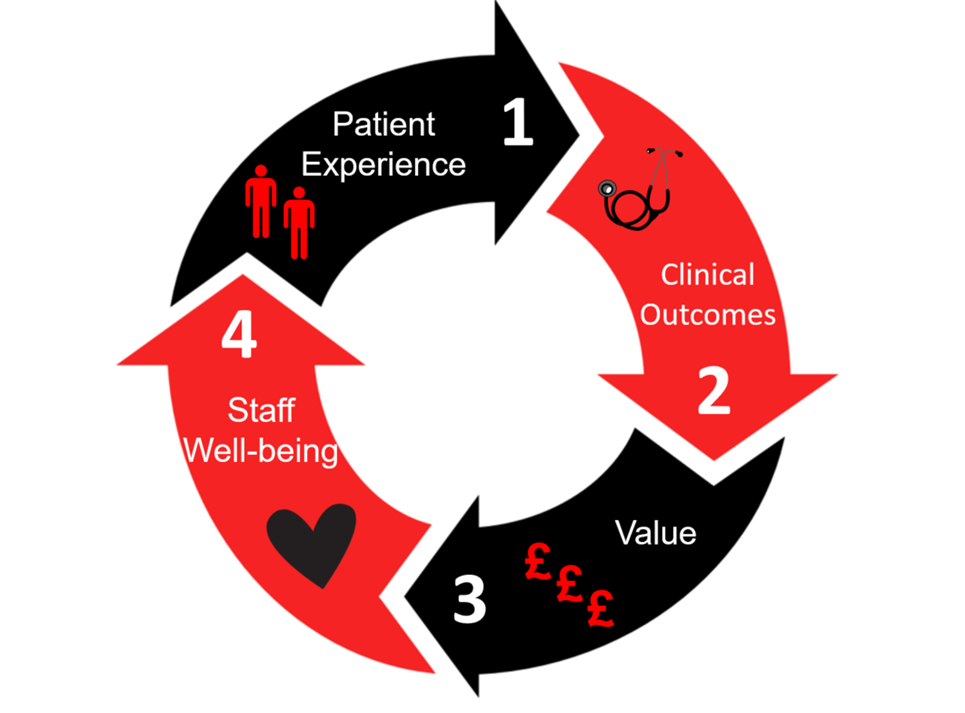 Patient
Experience
1
Clinical
Outcomes
2
Value
£
£
£
3
4
Staff
Well-being